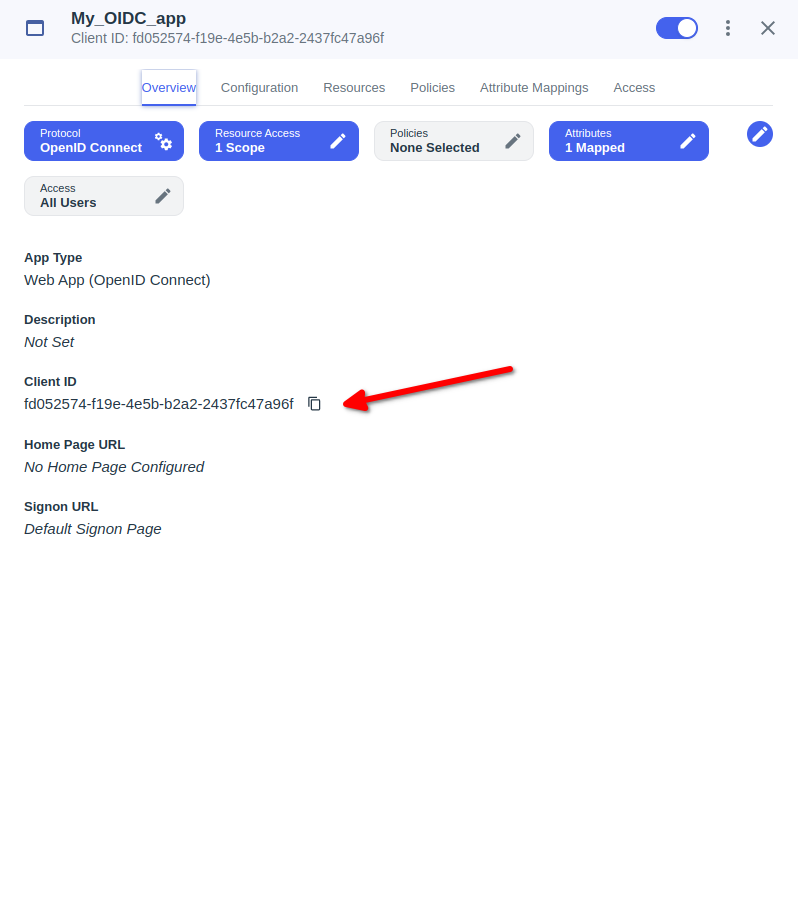 My_OIDC_app
Client ID: fd052574-f19e-4e5b-b2a2-2437fc47a96f
Overview Configuration Resources Policies Attribute Mappings Access
Protocol
OpenID Connect
Resource Access
1 Scope
Policies
None Selected
Attributes
1 Mapped
Access
All Users
App Type
Web App (OpenID Connect)
Description
Not Set
Client ID
fd052574-f19e-4e5b-b2a2-2437fc47a96f
Home Page URL
No Home Page Configured
Signon URL
Default Signon Page